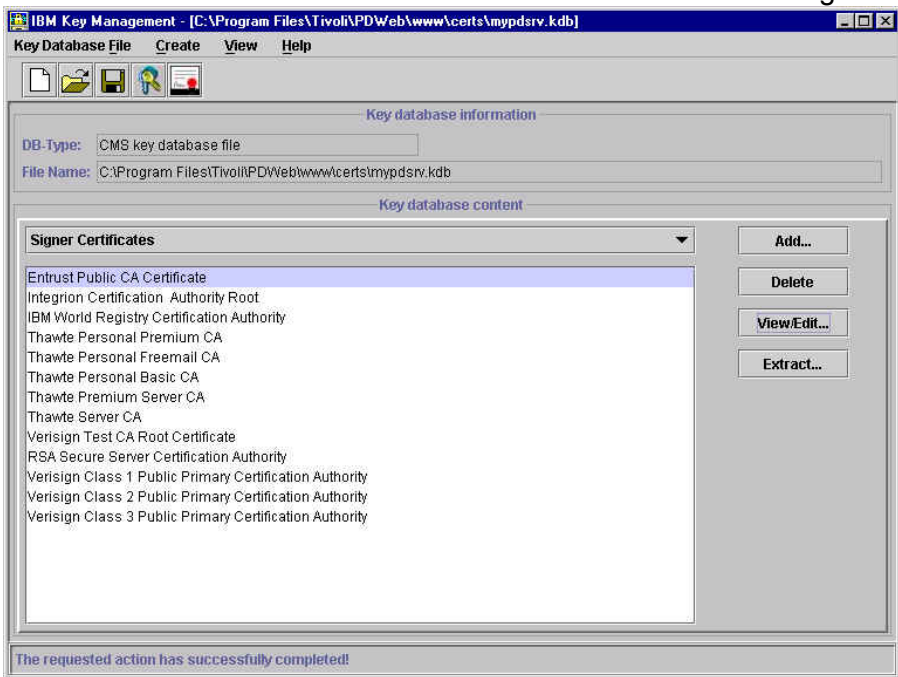 IBM Key Management - [C:\Program Files\Tivoli\PDWeb\www\certs\mypdsrv.kdb]
Key Database File Create View Help
Key database information
DB-Type: CMS key database file
File Name: C:\Program Files\Tivoli\PDWeb\www\certs\mypdsrv.kdb
Key database content
Signer Certificates
Add...
Entrust Public CA Certificate
Delete
Integrion Certification Authority Root
IBM World Registry Certification Authority
View/Edit...
Thawte Personal Premium CA
Thawte Personal Freemail CA
Extract...
Thawte Personal Basic CA
Thawte Premium Server CA
Thawte Server CA
Verisign Test CA Root Certificate
RSA Secure Server Certification Authority
Verisign Class 1 Public Primary Certification Authority
Verisign Class 2 Public Primary Certification Authority
Verisign Class 3 Public Primary Certification Authority
The requested action has successfully completed!